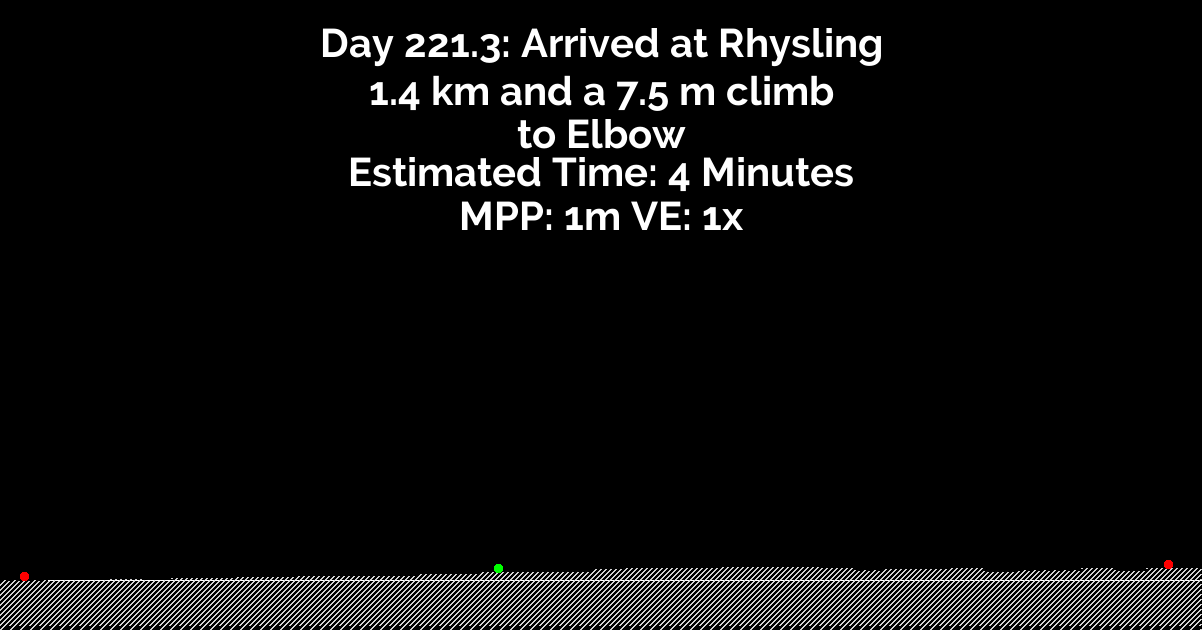 Day 221.3: Arrived at Rhysling
1.4 km and a 7.5 m climb
to Elbow
Estimated Time: 4 Minutes
MPP: 1m VE: 1x